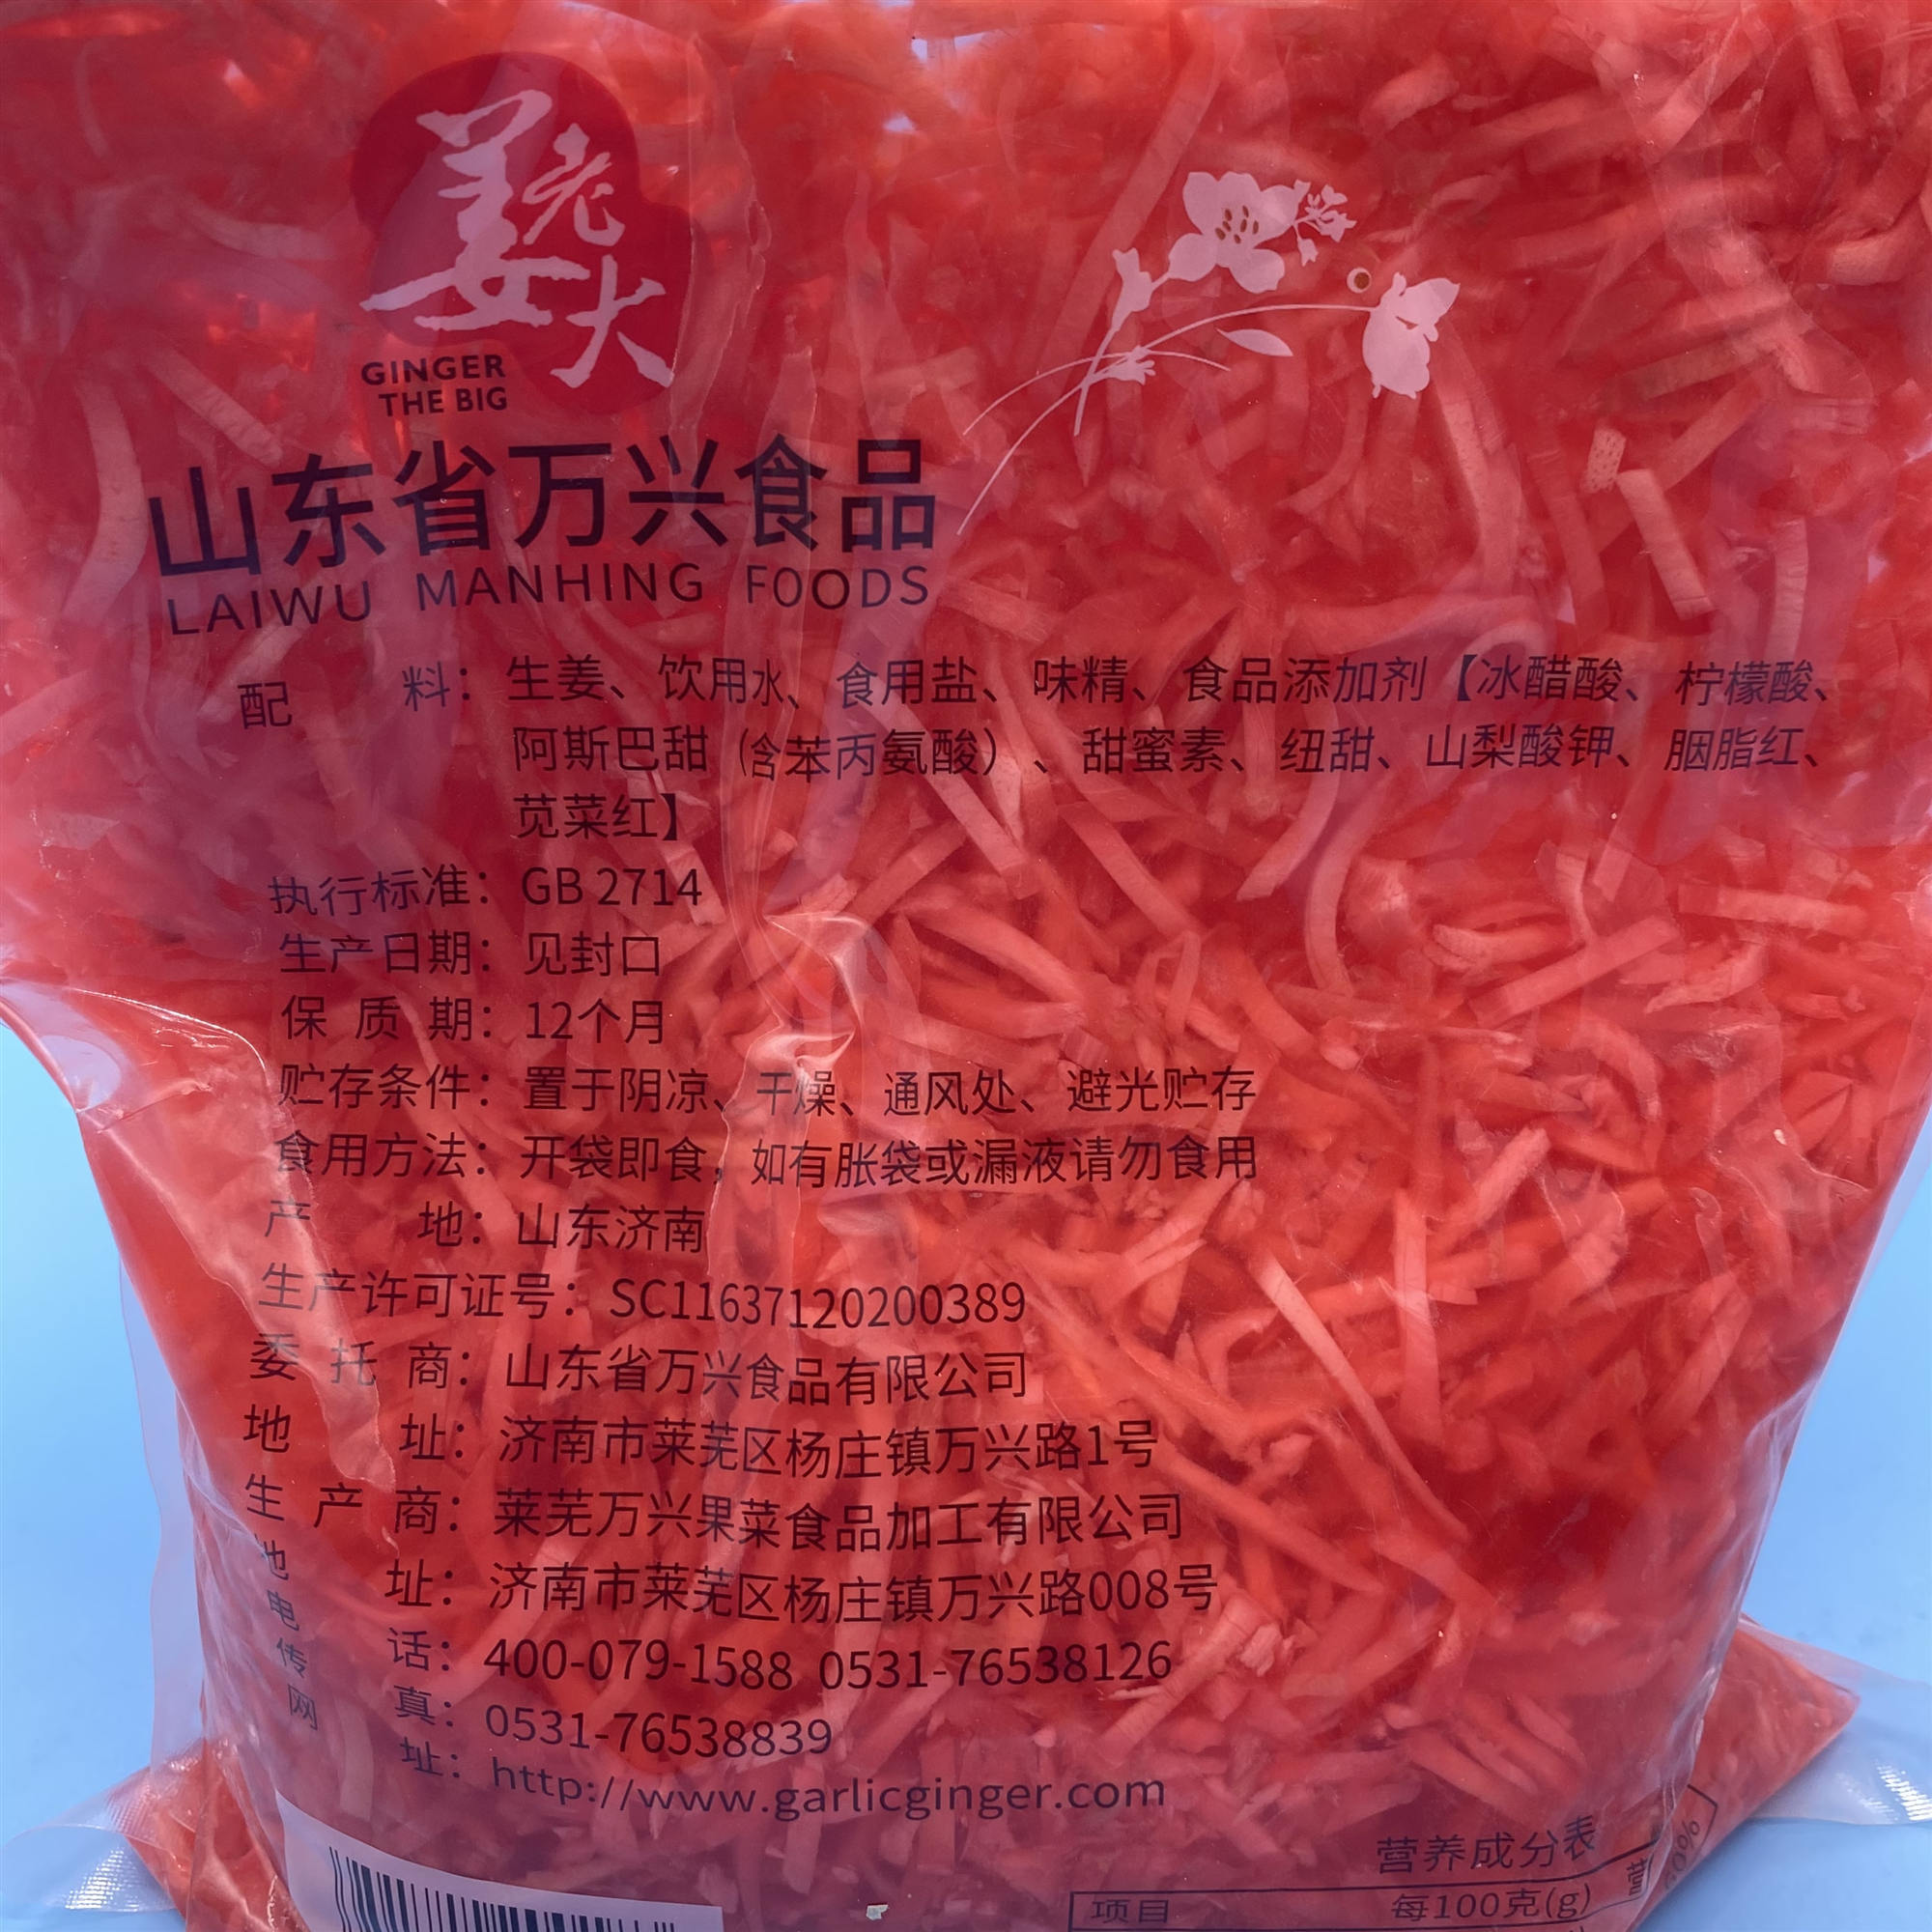 姜老大
GINGER
THE BIG
山东省万兴食品
LAIWU MANHING FOODS
配 料：生姜、饮用水、食用盐、味精、食品添加剂【冰醋酸、柠檬酸、
阿斯巴甜（含苯丙氨酸）、甜蜜素、纽甜、山梨酸钾、胭脂红、
苋菜红】
执行标准：GB 2714
生产日期：见封口
保 质 期：12个月
贮存条件：置于阴凉、干燥、通风处、避光贮存
食用方法：开袋即食，如有胀袋或漏液请勿食用
产 地：山东济南
生产许可证号：SC11637120200389
委 托 商：山东省万兴食品有限公司
地 址：济南市莱芜区杨庄镇万兴路1号
生 产 商：莱芜万兴果菜食品加工有限公司
地 址：济南市莱芜区杨庄镇万兴路008号
电 话：400-079-1588 0531-76538126
传 真：0531-76538839
网 址：http://www.garlicginger.com
营养成分表
项目 每100克(g) 营